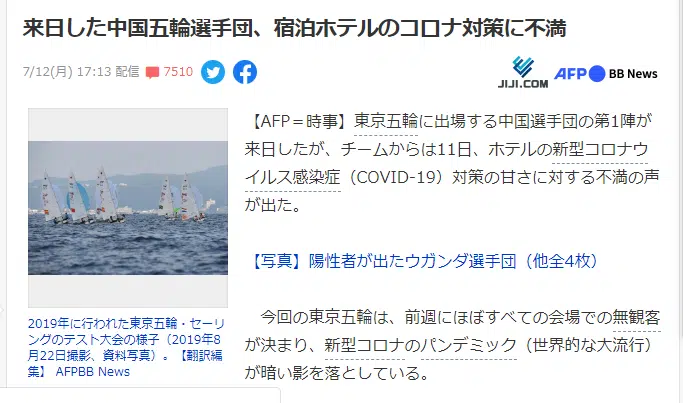 来日した中国五輪選手団、宿泊ホテルのコロナ対策に不満
7/12(月) 17:13 配信 7510
JIJI.COM AFP BB News
【AFP＝時事】東京五輪に出場する中国選手団の第1陣が
来日したが、チームからは11日、ホテルの新型コロナウ
イルス感染症（COVID-19）対策の甘さに対する不満の声
が出た。
【写真】陽性者が出たウガンダ選手団（他全4枚）
今回の東京五輪は、前週にほぼすべての会場での無観客
が決まり、新型コロナのパンデミック（世界的な大流行）
が暗い影を落としている。
2019年に行われた東京五輪・セーリ
ングのテスト大会の様子（2019年8
月22日撮影、資料写真）。【翻訳編
集】 AFPBB News